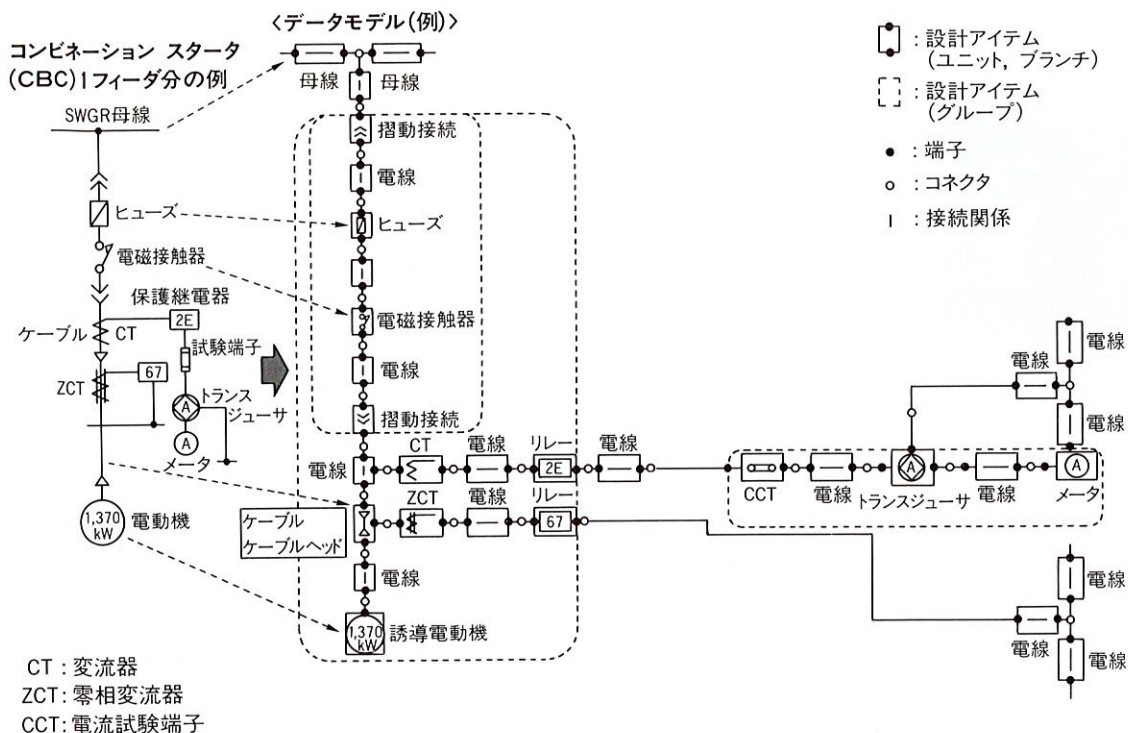 〈データモデル(例)〉
コンビネーション スタータ
(CBC)1フィーダ分の例
SWGR母線
ヒューズ
電磁接触器
保護継電器
2E
ケーブル
CT
試験端子
67
ZCT
トランス
ジューサ
A
A
メータ
1,370
kW
電動機
母線
母線
摺動接続
電線
ヒューズ
電磁接触器
電線
摺動接続
電線
CT
電線
リレー
2E
電線
ZCT
電線
リレー
67
ケーブル
ケーブルヘッド
電線
1,370
kW
誘導電動機
CCT
電線
A
トランスジューサ
電線
A
メータ
電線
電線
電線
電線
電線
電線
:設計アイテム
(ユニット, ブランチ)
:設計アイテム
(グループ)
:端子
:コネクタ
:接続関係
CT:変流器
ZCT:零相変流器
CCT:電流試験端子